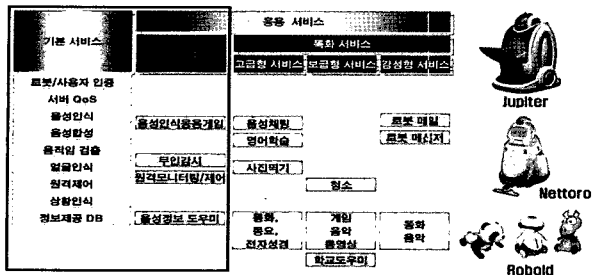 응용 서비스
기본 서비스
특화 서비스
고급형 서비스 보급형 서비스 감성형 서비스
로봇/사용자 인증
서버 QoS
음성인식
음성합성
움직임 검출
얼굴인식
원격제어
상황인식
정보제공 DB
음성인식응용게임
무인감시
원격모니터링/제어
음성정보 도우미
음성채팅
영어학습
사진찍기
동화,
동요,
전자성경
청소
게임
음악
동영상
학교도우미
로봇 메일
로봇 메신저
동화
음악
Jupiter
Nettoro
Roboid